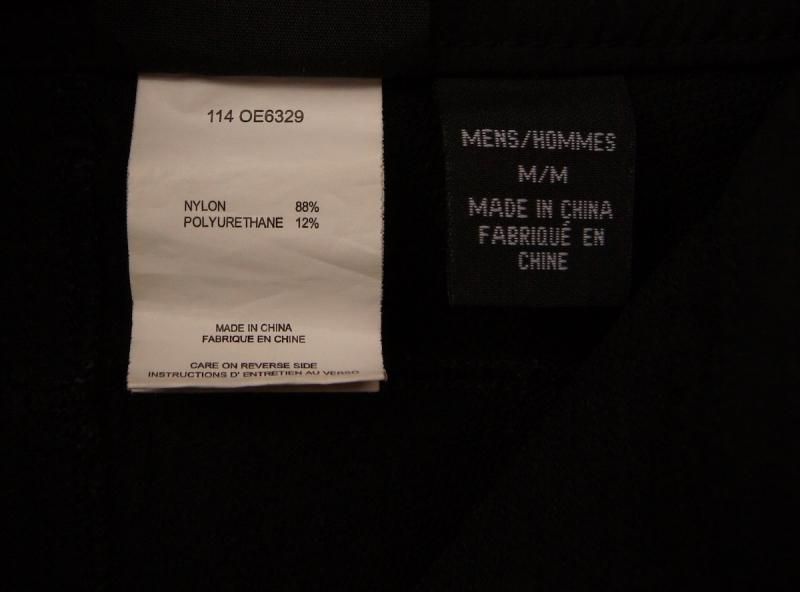 114 OE6329
NYLON 88%
POLYURETHANE 12%
MADE IN CHINA
FABRIQUE EN CHINE
CARE ON REVERSE SIDE
INSTRUCTIONS D' ENTRETIEN AU VERSO
MENS/HOMMES
M/M
MADE IN CHINA
FABRIQUÉ EN
CHINE